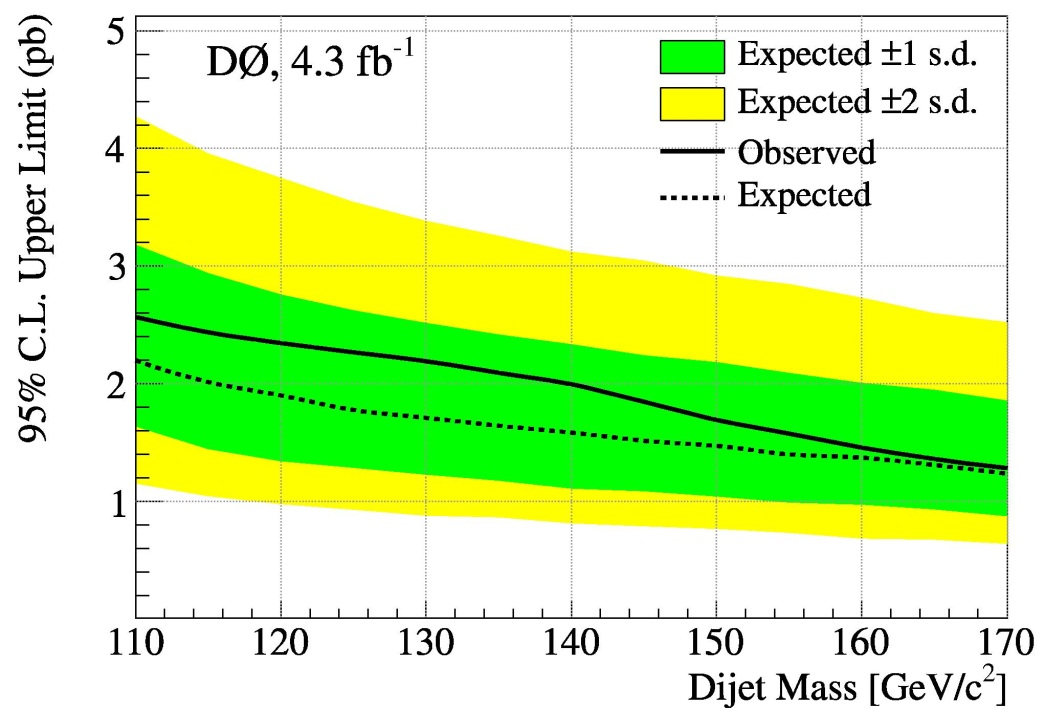 95% C.L. Upper Limit (pb)
5
4
3
2
1
DØ, 4.3 fb⁻¹
Expected ±1 s.d.
Expected ±2 s.d.
Observed
Expected
110 120 130 140 150 160 170
Dijet Mass [GeV/c²]